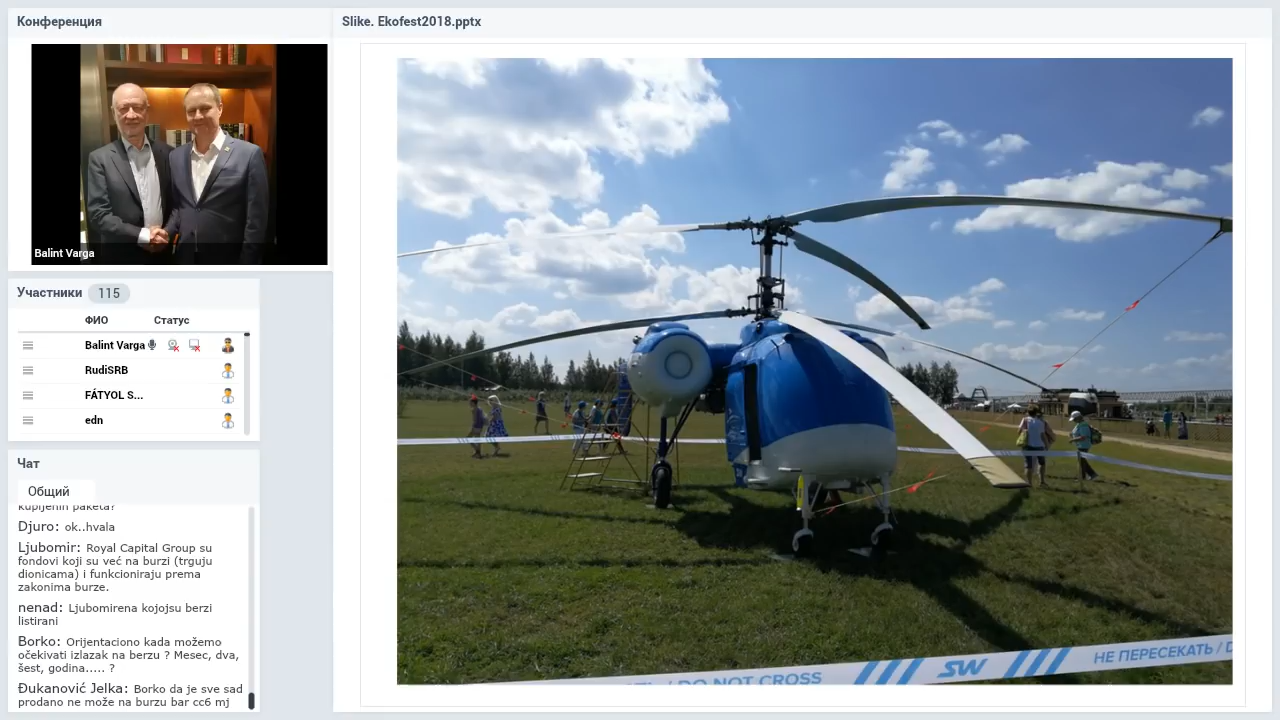 Конференция
Balint Varga
Участники 115
ФИО Статус
Balint Varga
RudiSRB
FÁTYOL S...
edn
Чат
Общий
kupljenih paketa?
Djuro: ok..hvala
Ljubomir: Royal Capital Group su
fondovi koji su već na burzi (trguju
dionicama) i funkcioniraju prema
zakonima burze.
nenad: Ljubomirena kojojsu berzi
listirani
Borko: Orijentaciono kada možemo
očekivati izlazak na berzu ? Mesec, dva,
šest, godina..... ?
Đukanović Jelka: Borko da je sve sad
prodano ne može na burzu bar cc6 mj
Slike. Ekofest2018.pptx
DO NOT CROSS SW НЕ ПЕРЕСЕКАТЬ /